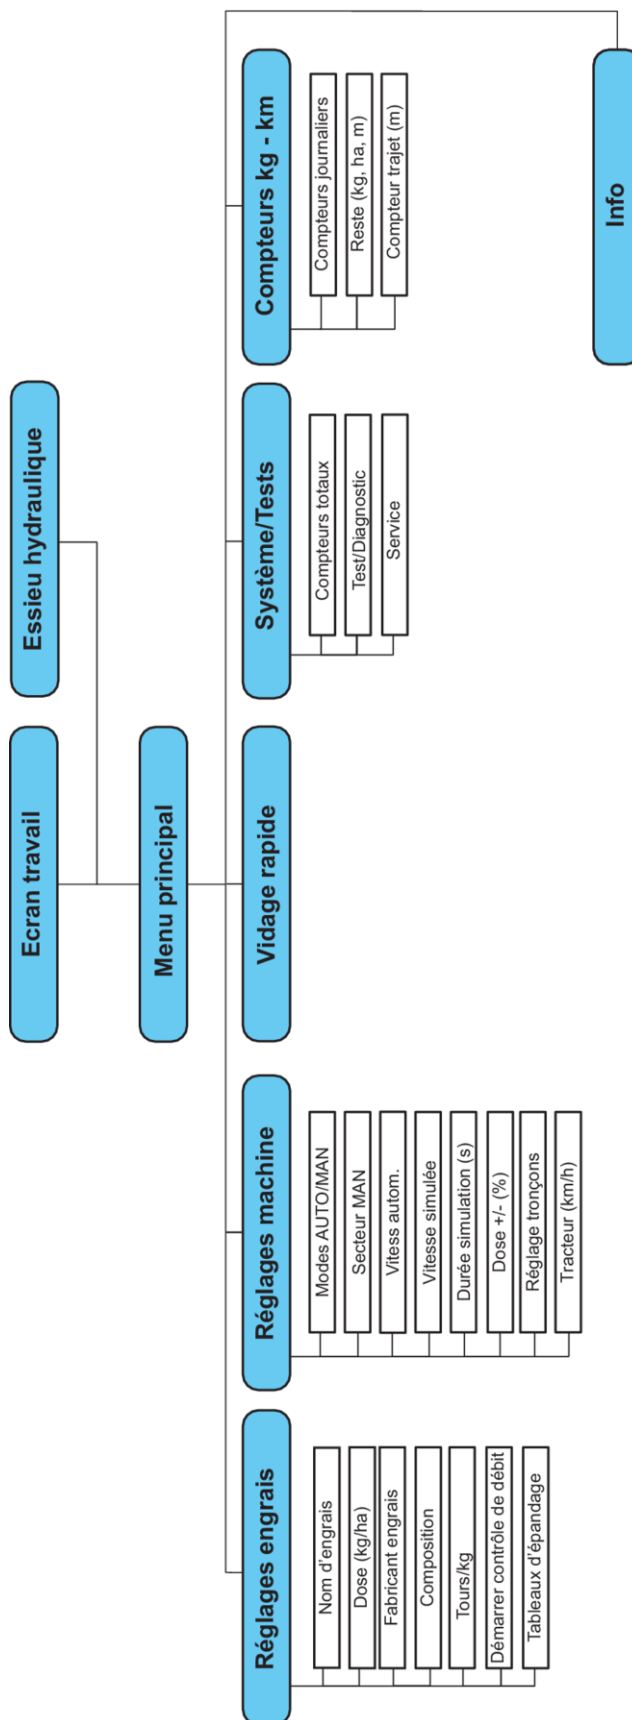 Ecran travail
Essieu hydraulique
Menu principal
Réglages engrais
Nom d'engrais
Dose (kg/ha)
Fabricant engrais
Composition
Tours/kg
Démarrer contrôle de débit
Tableaux d'épandage
Réglages machine
Modes AUTO/MAN
Secteur MAN
Vitess autom.
Vitesse simulée
Durée simulation (s)
Dose +/- (%)
Réglage tronçons
Tracteur (km/h)
Vidage rapide
Système/Tests
Compteurs totaux
Test/Diagnostic
Service
Compteurs kg - km
Compteurs journaliers
Reste (kg, ha, m)
Compteur trajet (m)
Info